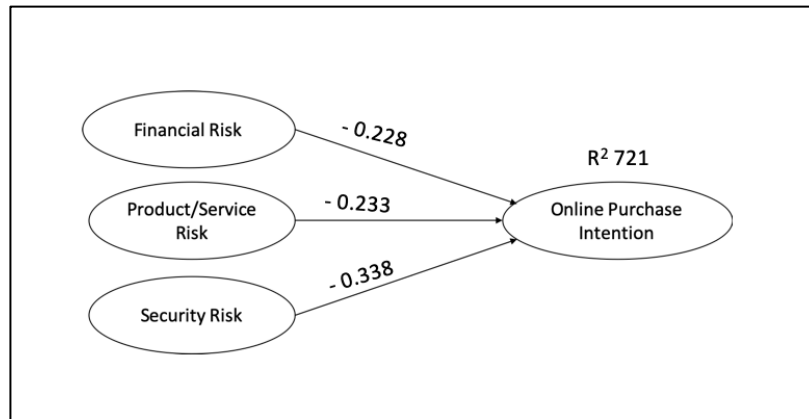 Financial Risk
- 0.228
R² 721
Product/Service
Risk
- 0.233
Online Purchase
Intention
- 0.338
Security Risk